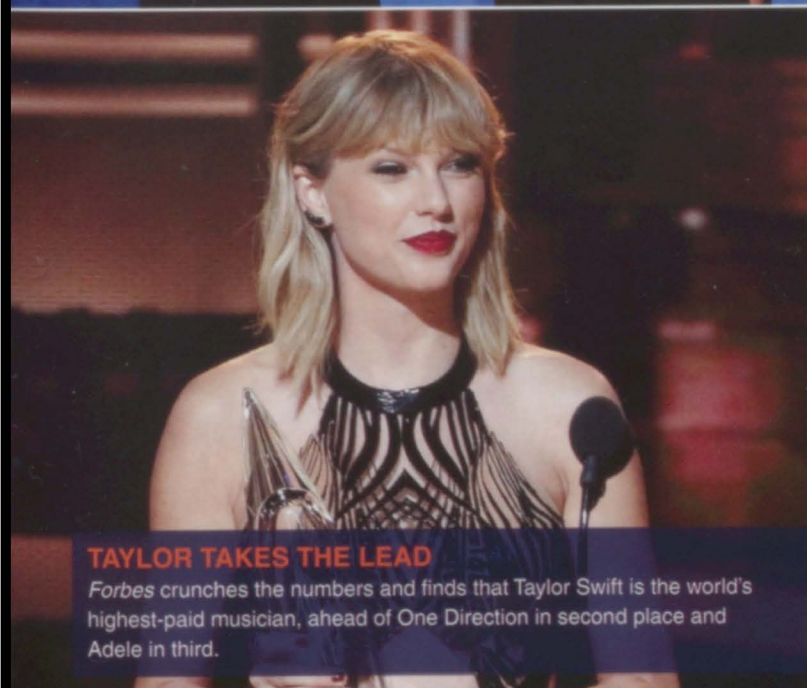 TAYLOR TAKES THE LEAD
Forbes crunches the numbers and finds that Taylor Swift is the world's
highest-paid musician, ahead of One Direction in second place and
Adele in third.